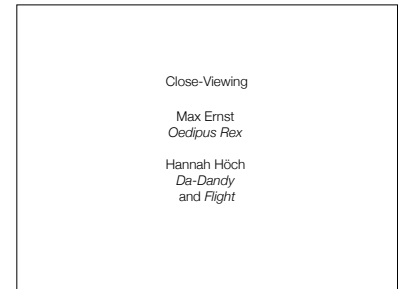 Close-Viewing
Max Ernst
Oedipus Rex
Hannah Höch
Da-Dandy
and Flight